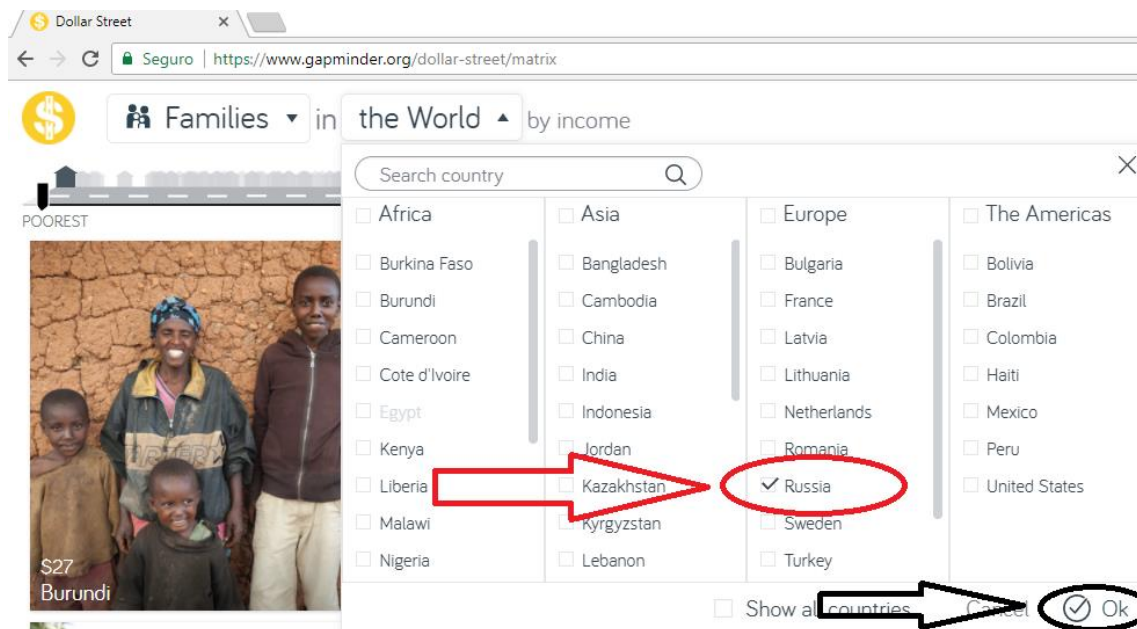 Dollar Street
Seguro | https://www.gapminder.org/dollar-street/matrix
$ Families in the World by income
Search country
POOREST
Africa
Burkina Faso
Burundi
Cameroon
Cote d'Ivoire
Egypt
Kenya
Liberia
Malawi
Nigeria
Asia
Bangladesh
Cambodia
China
India
Indonesia
Jordan
Kazakhstan
Kyrgyzstan
Lebanon
Europe
Bulgaria
France
Latvia
Lithuania
Netherlands
Romania
Russia
Sweden
Turkey
The Americas
Bolivia
Brazil
Colombia
Haiti
Mexico
Peru
United States
$27
Burundi
Show all countries
Cancel
Ok